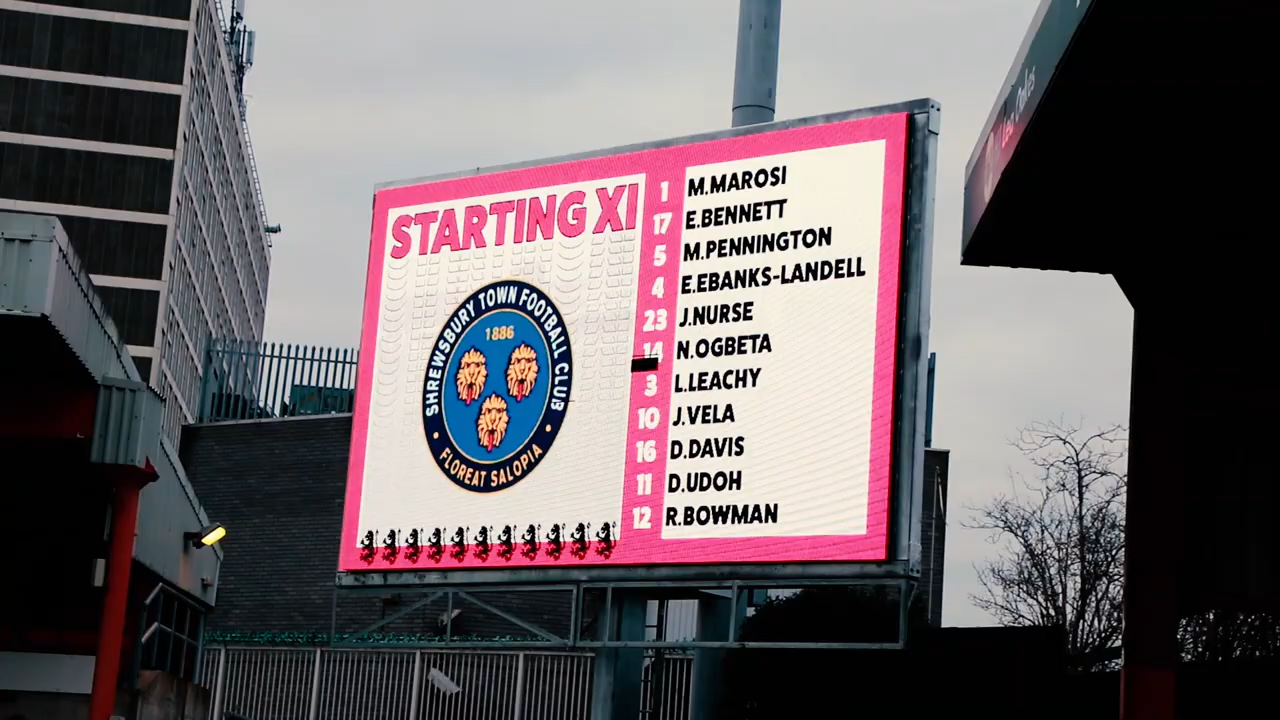 STARTING XI
SHREWSBURY TOWN FOOTBALL CLUB
1886
FLOREAT SALOPIA
1 M.MAROSI
17 E.BENNETT
5 M.PENNINGTON
4 E.EBANKS-LANDELL
23 J.NURSE
14 N.OGBETA
3 L.LEACHY
10 J.VELA
16 D.DAVIS
11 D.UDOH
12 R.BOWMAN